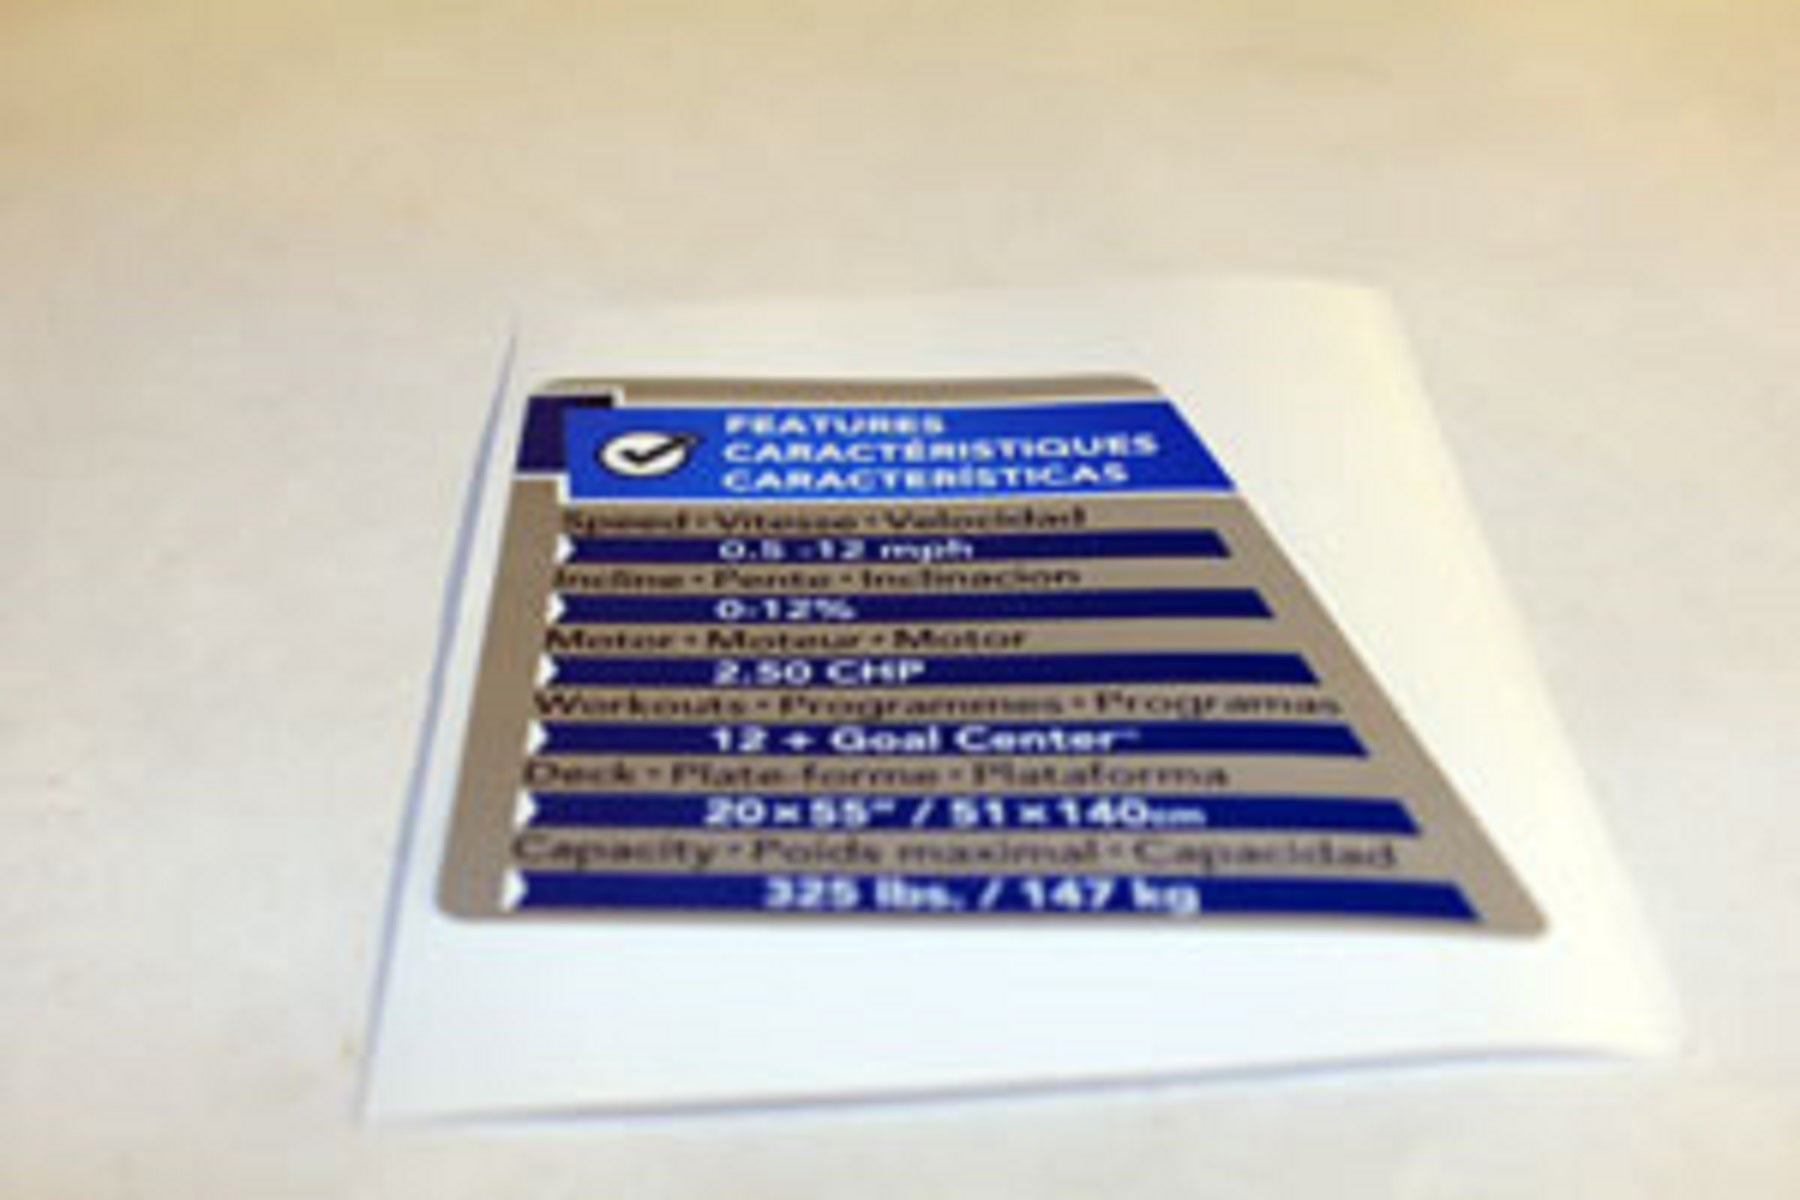 FEATURES
CARACTÉRISTIQUES
CARACTERÍSTICAS
Speed • Vitesse • Velocidad
0.5 -12 mph
Incline • Pente • Inclinacion
0-12%
Motor • Moteur • Motor
2.50 CHP
Workouts • Programmes • Programas
12 + Goal Center™
Deck • Plate-forme • Plataforma
20 x 55" / 51 x 140cm
Capacity • Poids maximal • Capacidad
325 lbs. / 147 kg